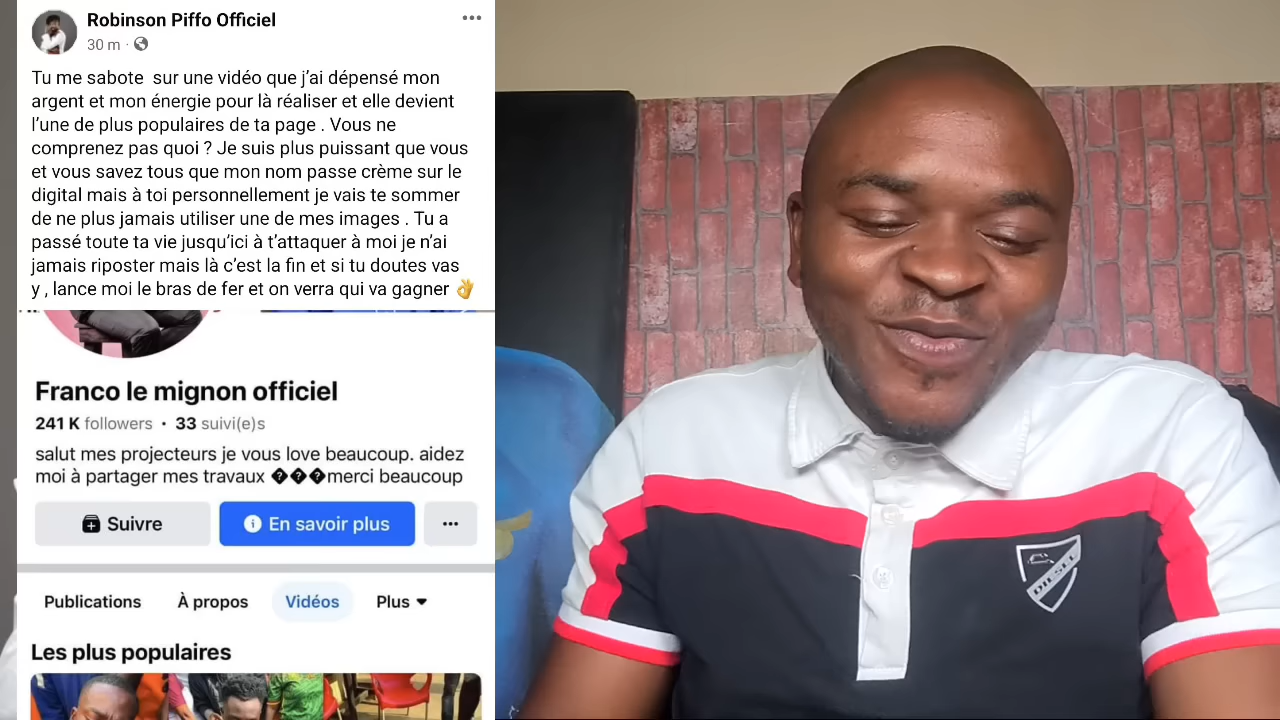 Robinson Piffo Officiel
30 m ·
Tu me sabote sur une vidéo que j'ai dépensé mon
argent et mon énergie pour là réaliser et elle devient
l'une de plus populaires de ta page . Vous ne
comprenez pas quoi ? Je suis plus puissant que vous
et vous savez tous que mon nom passe crème sur le
digital mais à toi personnellement je vais te sommer
de ne plus jamais utiliser une de mes images . Tu a
passé toute ta vie jusqu'ici à t'attaquer à moi je n'ai
jamais riposter mais là c'est la fin et si tu doutes vas
y , lance moi le bras de fer et on verra qui va gagner 👌
Franco le mignon officiel
241 K followers · 33 suivi(e)s
salut mes projecteurs je vous love beaucoup. aidez
moi à partager mes travaux ���merci beaucoup
Suivre
En savoir plus
Publications
À propos
Vidéos
Plus
Les plus populaires
DIESEL